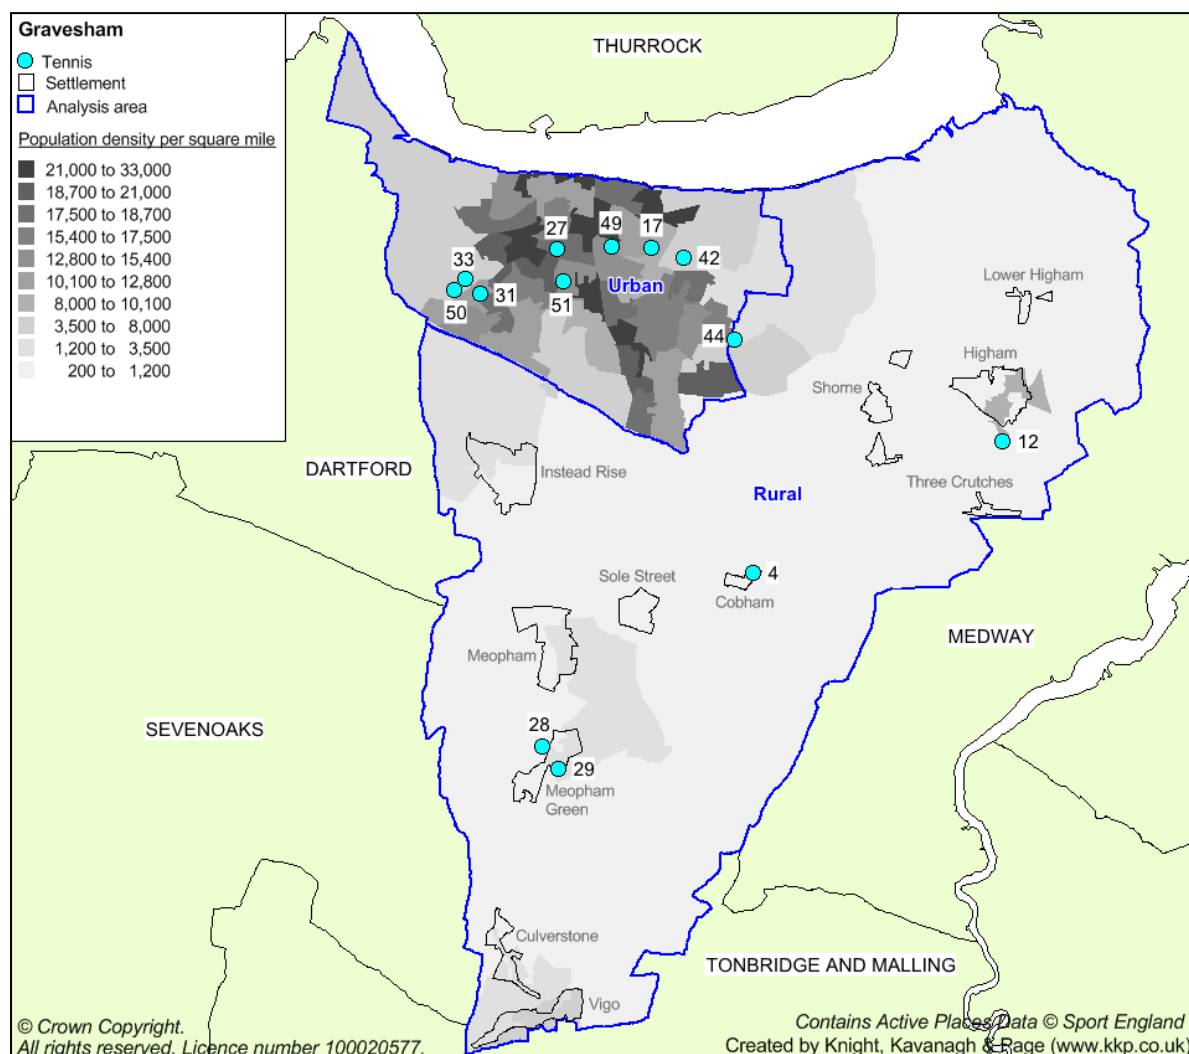 Gravesham
Tennis
Settlement
Analysis area
Population density per square mile
21,000 to 33,000
18,700 to 21,000
17,500 to 18,700
15,400 to 17,500
12,800 to 15,400
10,100 to 12,800
8,000 to 10,100
3,500 to 8,000
1,200 to 3,500
200 to 1,200
THURROCK
27
49
17
42
33
31
50
51
Urban
44
Lower Higham
Higham
Shorne
12
DARTFORD
Instead Rise
Three Crutches
Rural
Sole Street
4
Cobham
MEDWAY
Meopham
SEVENOAKS
28
29
Meopham
Green
Culverstone
TONBRIDGE AND MALLING
Vigo
© Crown Copyright.
All rights reserved. Licence number 100020577.
Contains Active Places Data © Sport England
Created by Knight, Kavanagh & Page (www.kkp.co.uk)